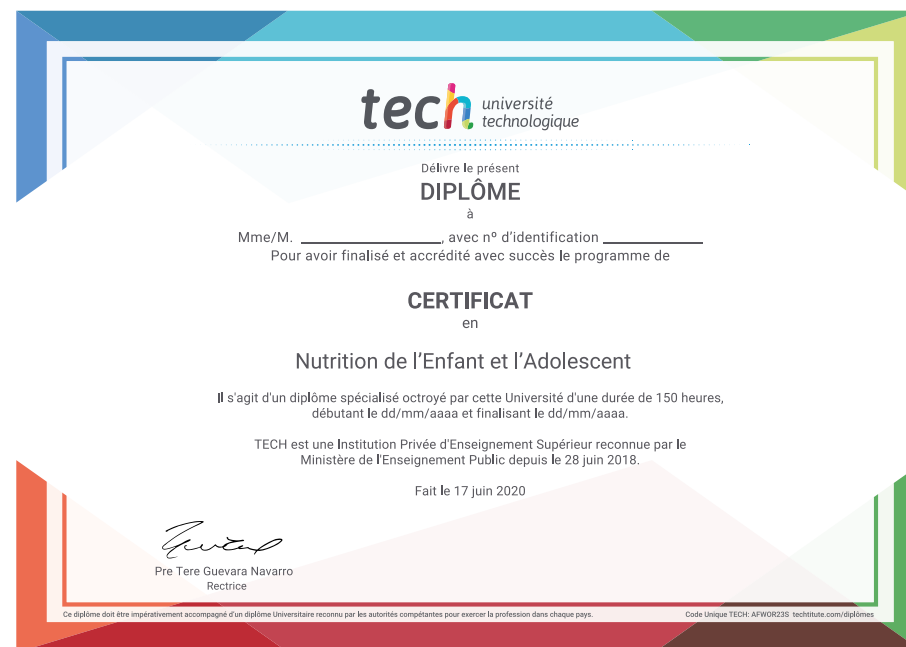 tech université
technologique
Délivre le présent
DIPLÔME
à
Mme/M. ____________________, avec nº d'identification ______________
Pour avoir finalisé et accrédité avec succès le programme de
CERTIFICAT
en
Nutrition de l'Enfant et l'Adolescent
Il s'agit d'un diplôme spécialisé octroyé par cette Université d'une durée de 150 heures,
débutant le dd/mm/aaaa et finalisant le dd/mm/aaaa.
TECH est une Institution Privée d'Enseignement Supérieur reconnue par le
Ministère de l'Enseignement Public depuis le 28 juin 2018.
Fait le 17 juin 2020
Pre Tere Guevara Navarro
Rectrice
Ce diplôme doit être impérativement accompagné d'un diplôme Universitaire reconnu par les autorités compétentes pour exercer la profession dans chaque pays.
Code Unique TECH: AFWOR23S techtitute.com/diplômes